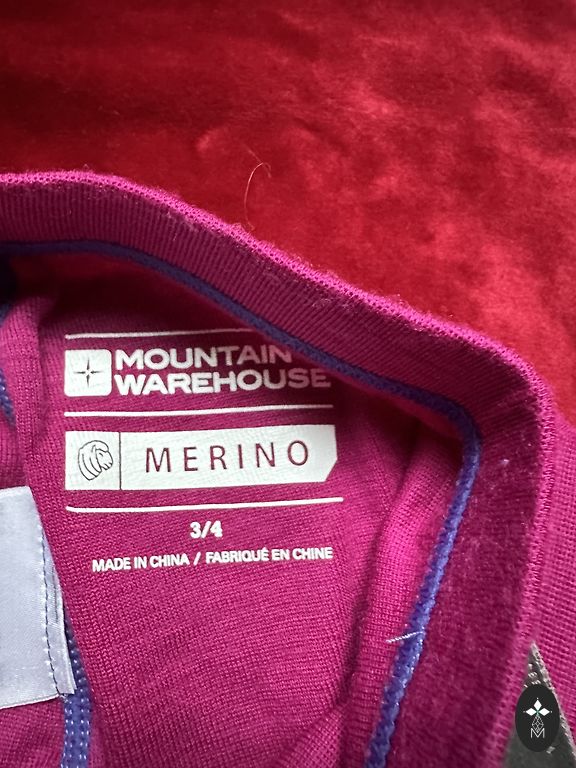 MOUNTAIN
WAREHOUSE
MERINO
3/4
MADE IN CHINA / FABRIQUÉ EN CHINE
M